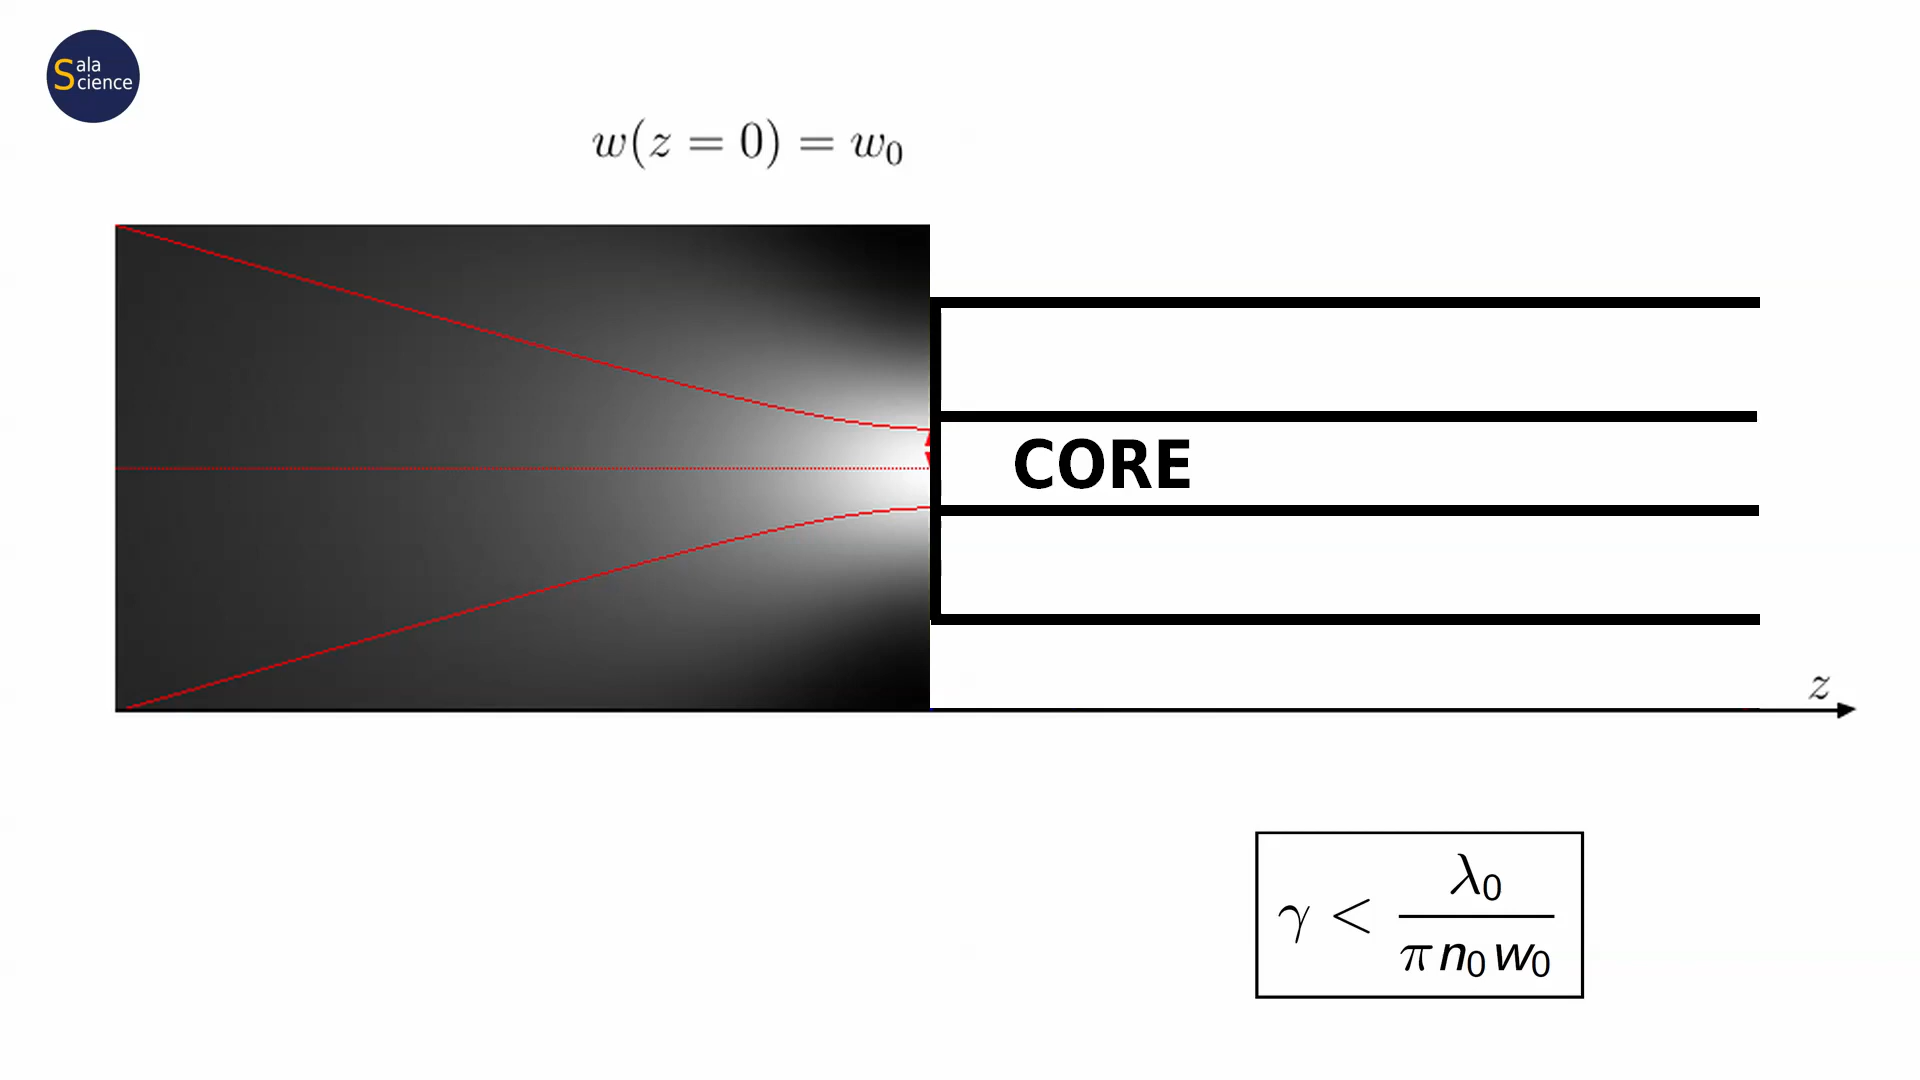 Sala
Science
w(z = 0) = w₀
CORE
z
γ < λ₀ / π n₀ w₀